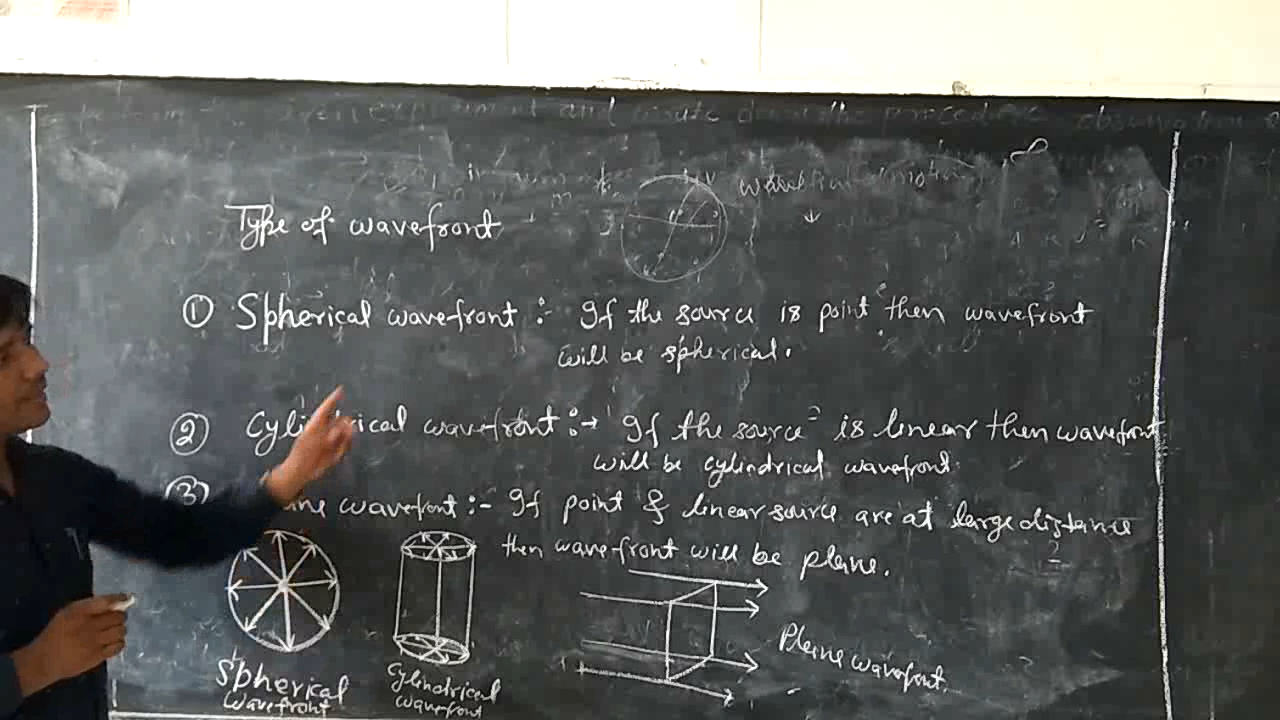 Type of wavefront
① Spherical wavefront :- If the source is point then wavefront
will be spherical.
② Cylindrical wavefront :→ If the source is linear then wavefront
will be cylindrical wavefront.
③ wavefront :- If point & linear source are at large distance
then wavefront will be plane.
Spherical
wavefront
Cylindrical
wavefront
Plane wavefont.